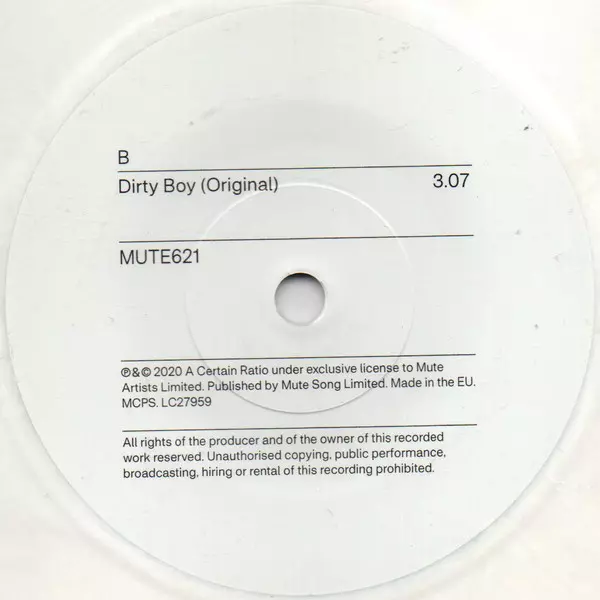 B
Dirty Boy (Original) 3.07
MUTE621
℗&© 2020 A Certain Ratio under exclusive license to Mute
Artists Limited. Published by Mute Song Limited. Made in the EU.
MCPS. LC27959
All rights of the producer and of the owner of this recorded
work reserved. Unauthorised copying, public performance,
broadcasting, hiring or rental of this recording prohibited.